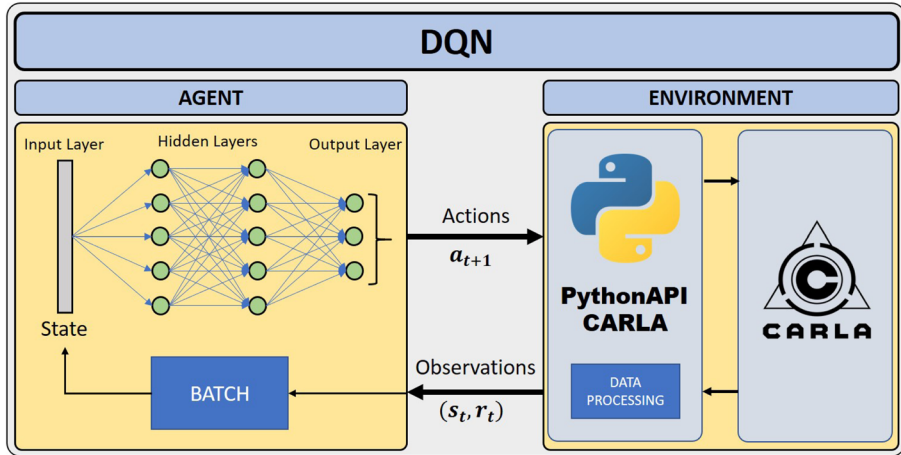 DQN
AGENT
Input Layer
Hidden Layers
Output Layer
State
BATCH
Actions
a_{t+1}
Observations
(s_t, r_t)
ENVIRONMENT
PythonAPI
CARLA
DATA
PROCESSING
C
CARLA